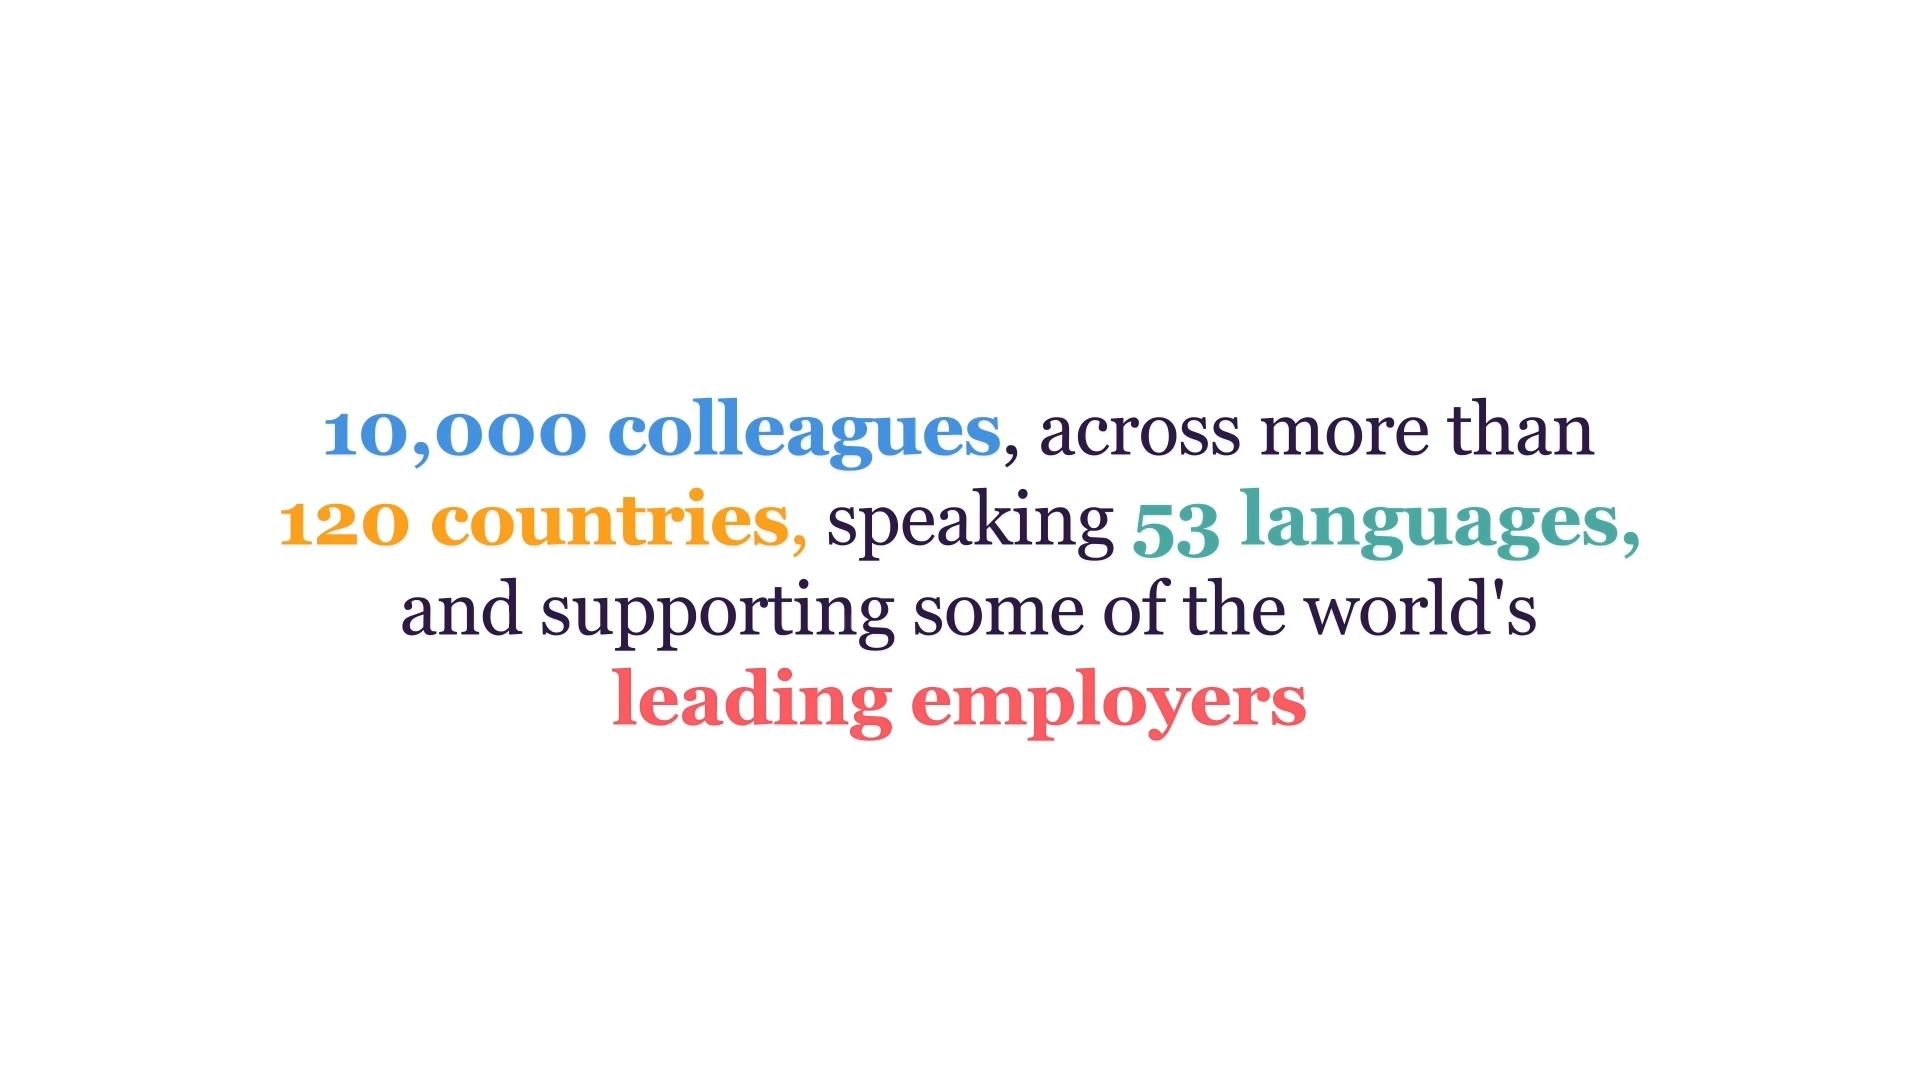 10,000 colleagues, across more than
120 countries, speaking 53 languages,
and supporting some of the world's
leading employers